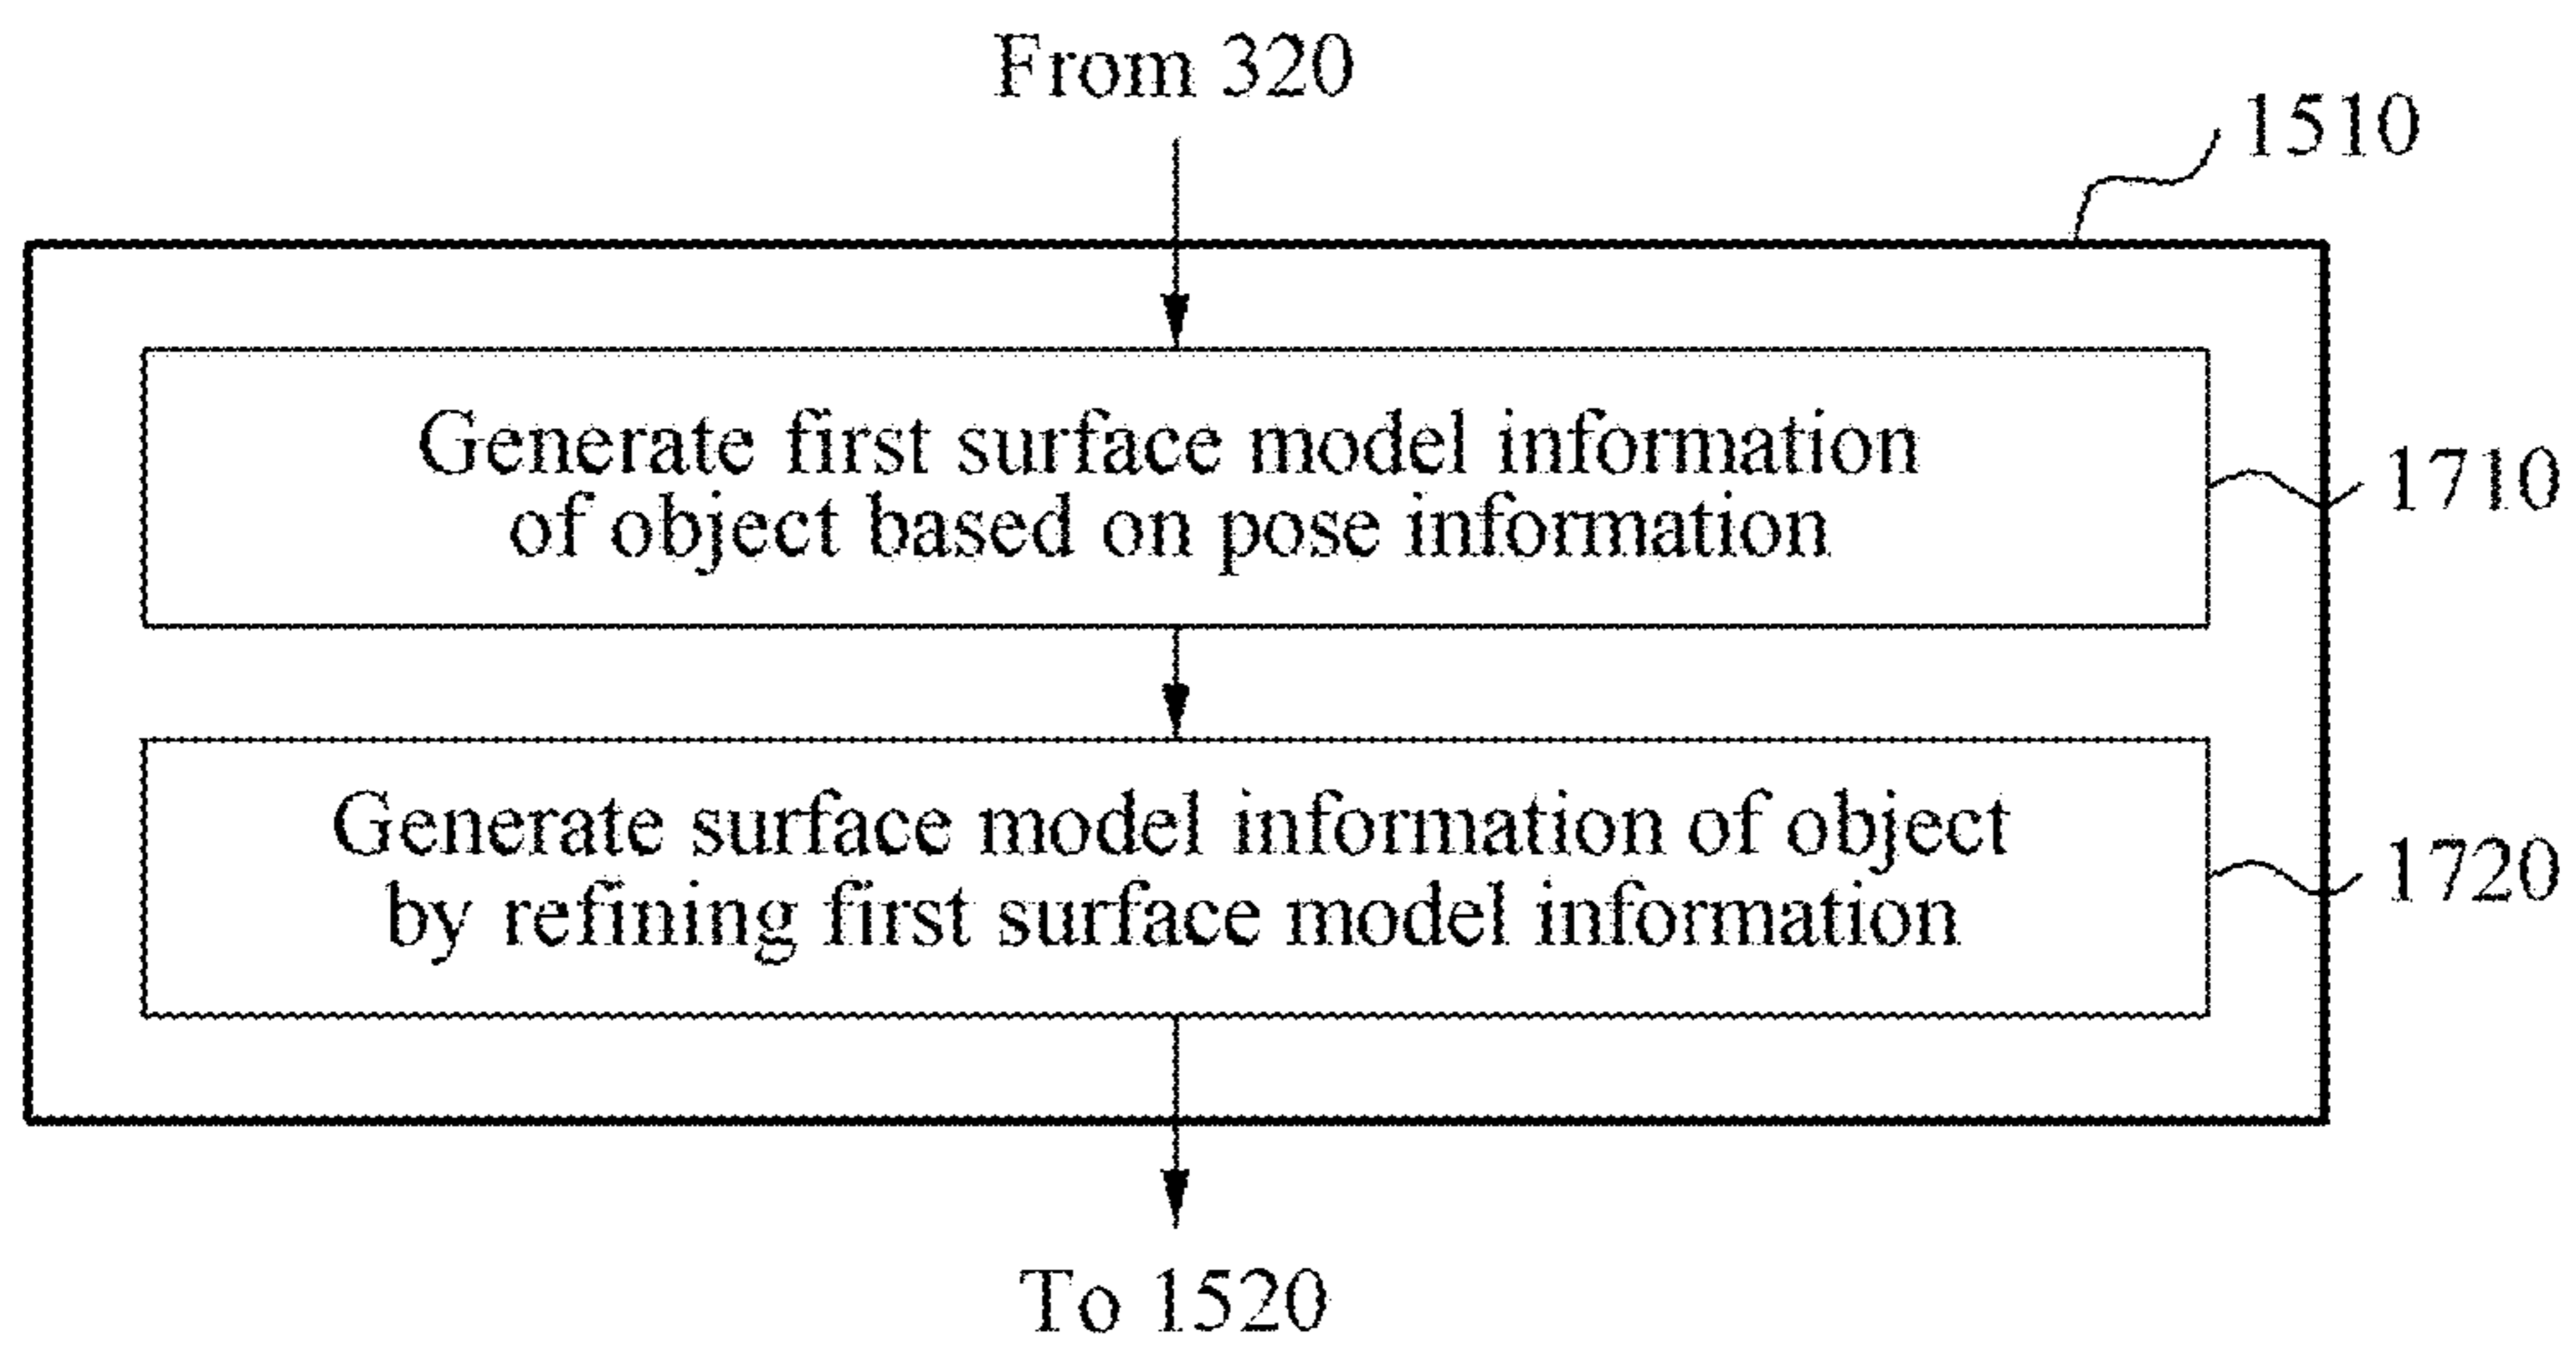 From 320
1510
Generate first surface model information
of object based on pose information
1710
Generate surface model information of object
by refining first surface model information
1720
To 1520